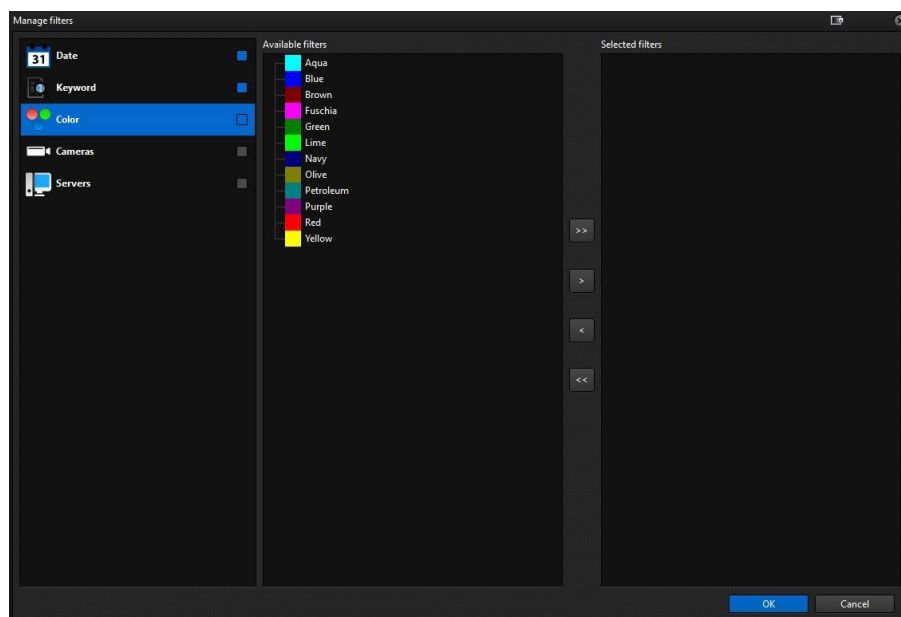 Manage filters
31 Date
Keyword
Color
Cameras
Servers
Available filters
Aqua
Blue
Brown
Fuschia
Green
Lime
Navy
Olive
Petroleum
Purple
Red
Yellow
>>
>
<
<<
Selected filters
OK Cancel